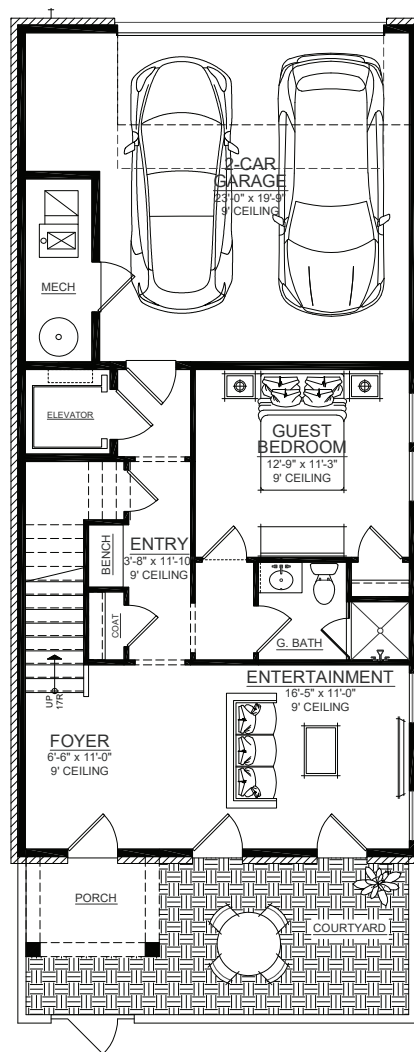 2-CAR
GARAGE
23'-0" x 19'-9"
9' CEILING
MECH
ELEVATOR
GUEST
BEDROOM
12'-9" x 11'-3"
9' CEILING
BENCH
ENTRY
3'-8" x 11'-10"
9' CEILING
COAT
G. BATH
ENTERTAINMENT
16'-5" x 11'-0"
9' CEILING
UP
17R
FOYER
6'-6" x 11'-0"
9' CEILING
PORCH
COURTYARD